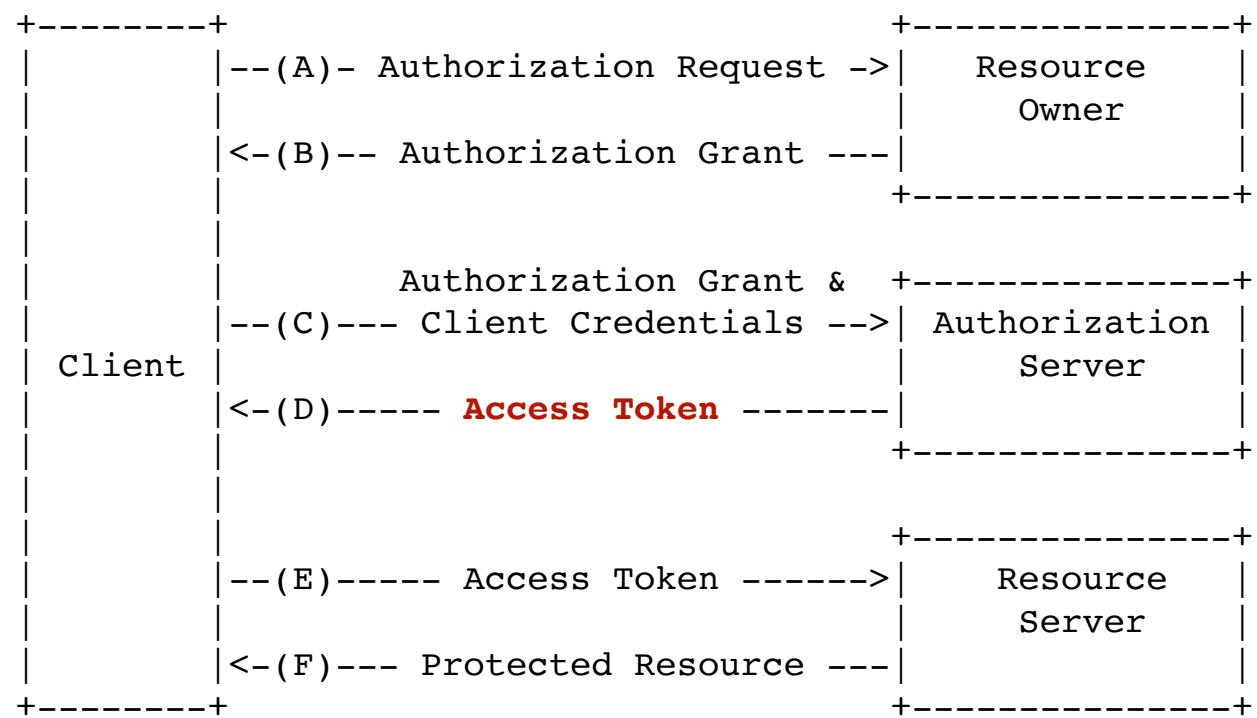 +--------+                               +---------------+
|        |--(A)- Authorization Request ->|   Resource    |
|        |                               |     Owner     |
|        |<-(B)-- Authorization Grant ---|               |
|        |                               +---------------+
|        |
|        |        Authorization Grant &  +---------------+
|        |--(C)--- Client Credentials -->| Authorization |
| Client |                               |     Server    |
|        |<-(D)----- Access Token -------|               |
|        |                               +---------------+
|        |
|        |                               +---------------+
|        |--(E)----- Access Token ------>|    Resource   |
|        |                               |     Server    |
|        |<-(F)--- Protected Resource ---|               |
+--------+                               +---------------+